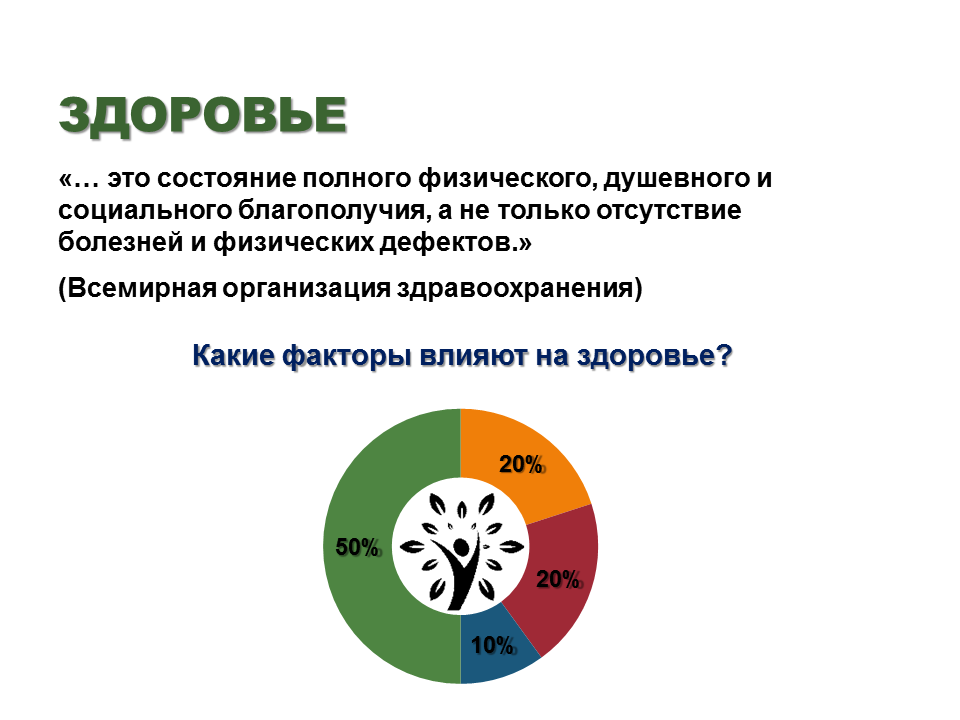 ЗДОРОВЬЕ
«… это состояние полного физического, душевного и
социального благополучия, а не только отсутствие
болезней и физических дефектов.»
(Всемирная организация здравоохранения)
Какие факторы влияют на здоровье?
20%
50%
20%
10%